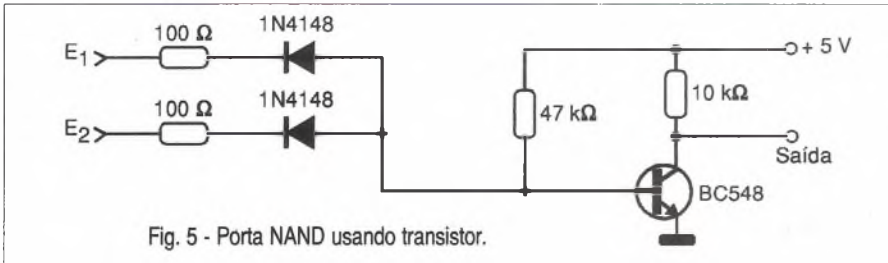 100 Ω
1N4148
E1
+ 5 V
100 Ω
1N4148
47 kΩ
10 kΩ
E2
Saída
BC548
Fig. 5 - Porta NAND usando transistor.